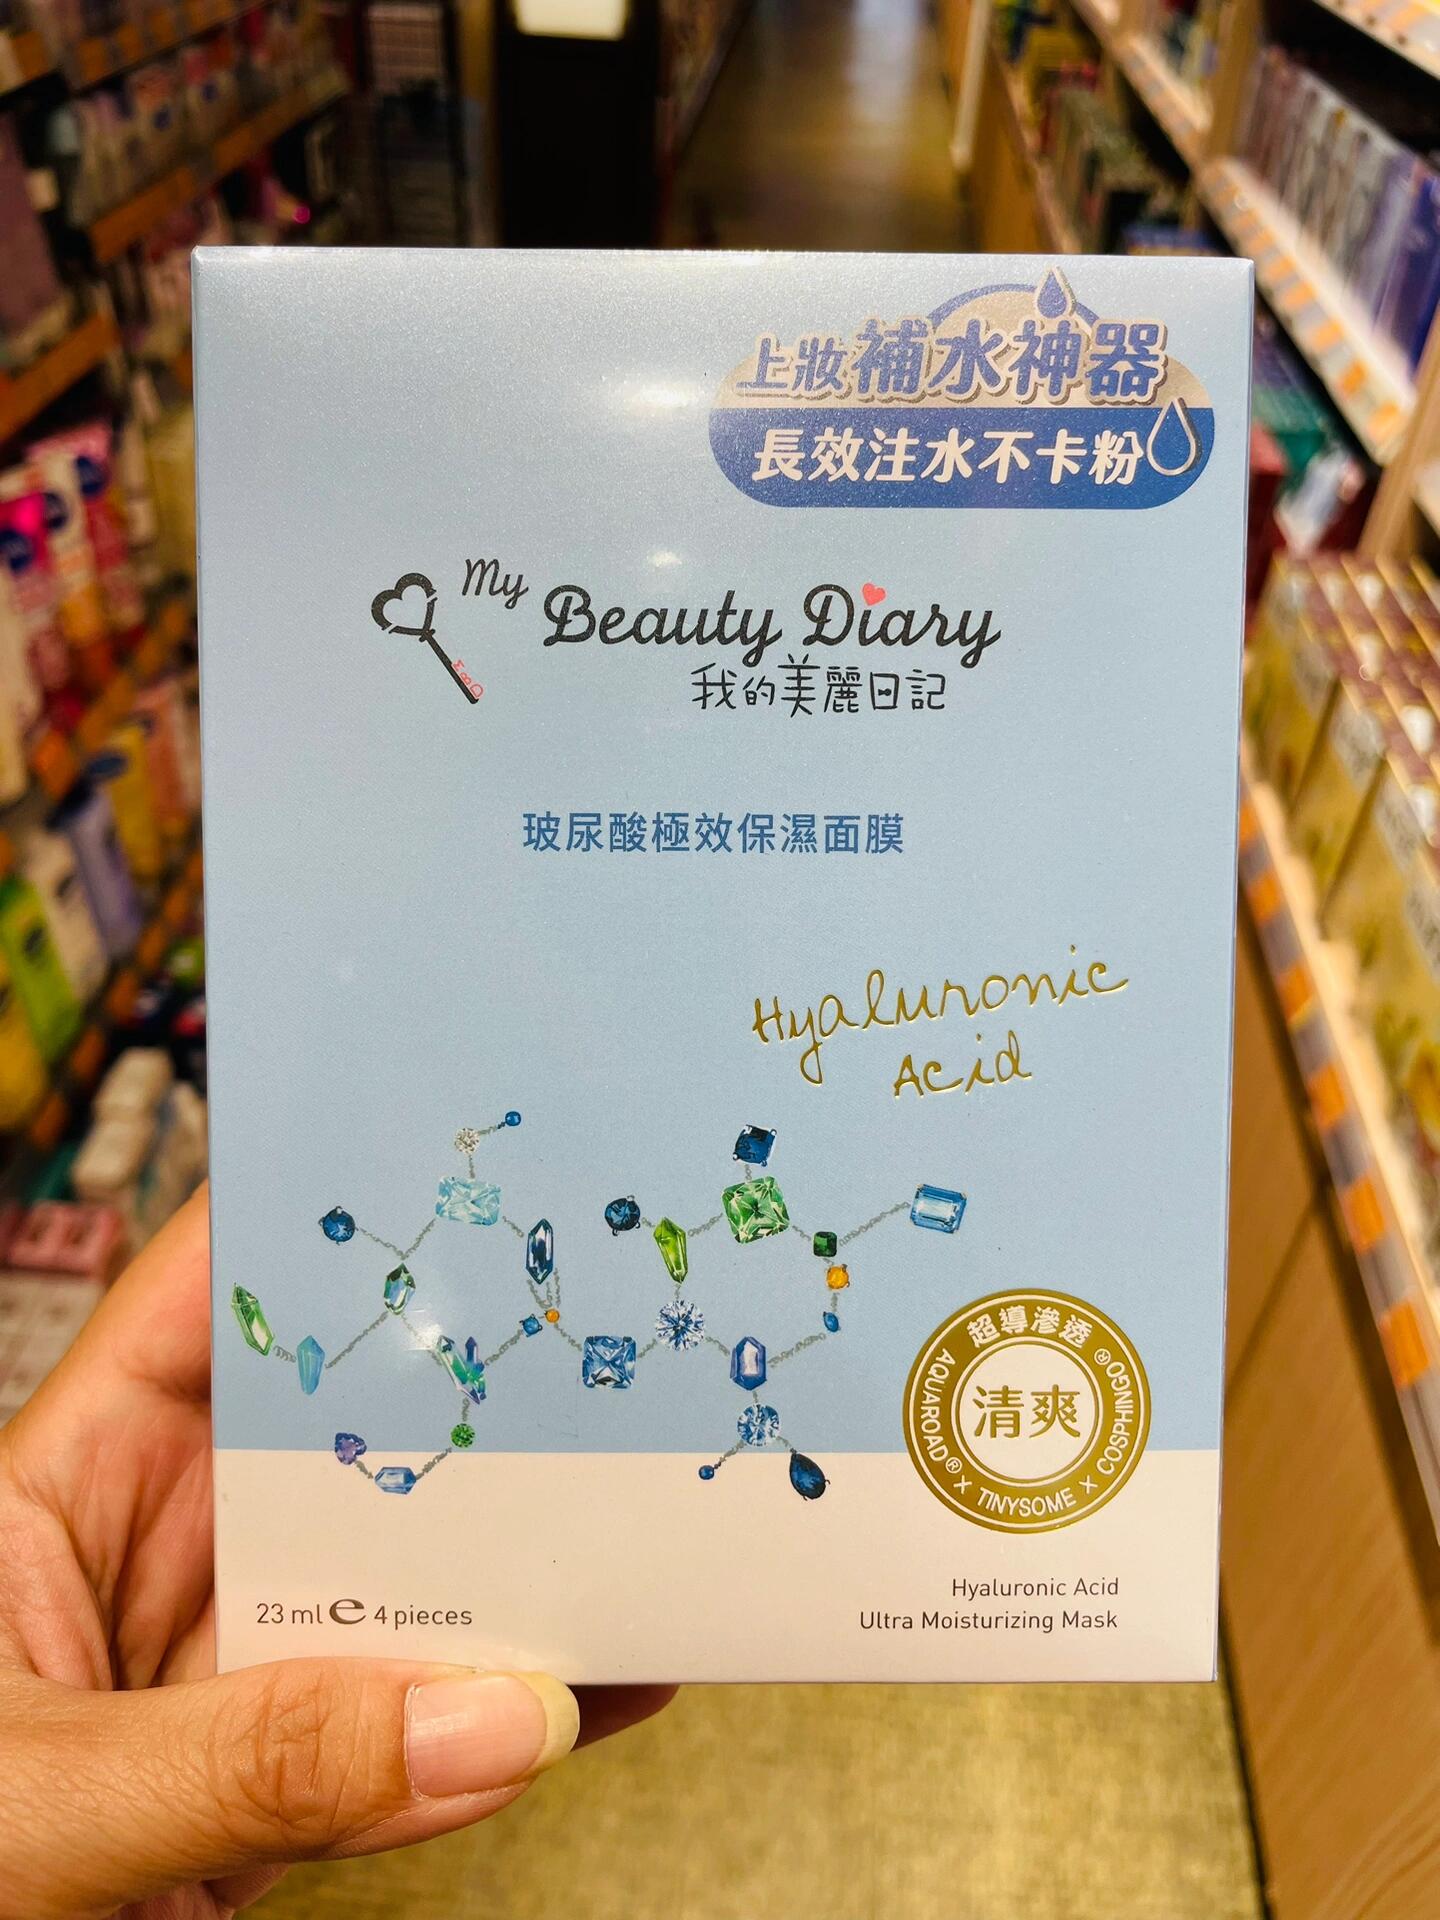 上妝補水神器
長效注水不卡粉
My Beauty Diary
MBD
我的美麗日記
玻尿酸極效保濕面膜
Hyaluronic
Acid
超導滲透
清爽
AQUAROAD® X TINYSOME X COSPHINGO®
Hyaluronic Acid
23 ml e 4 pieces
Ultra Moisturizing Mask